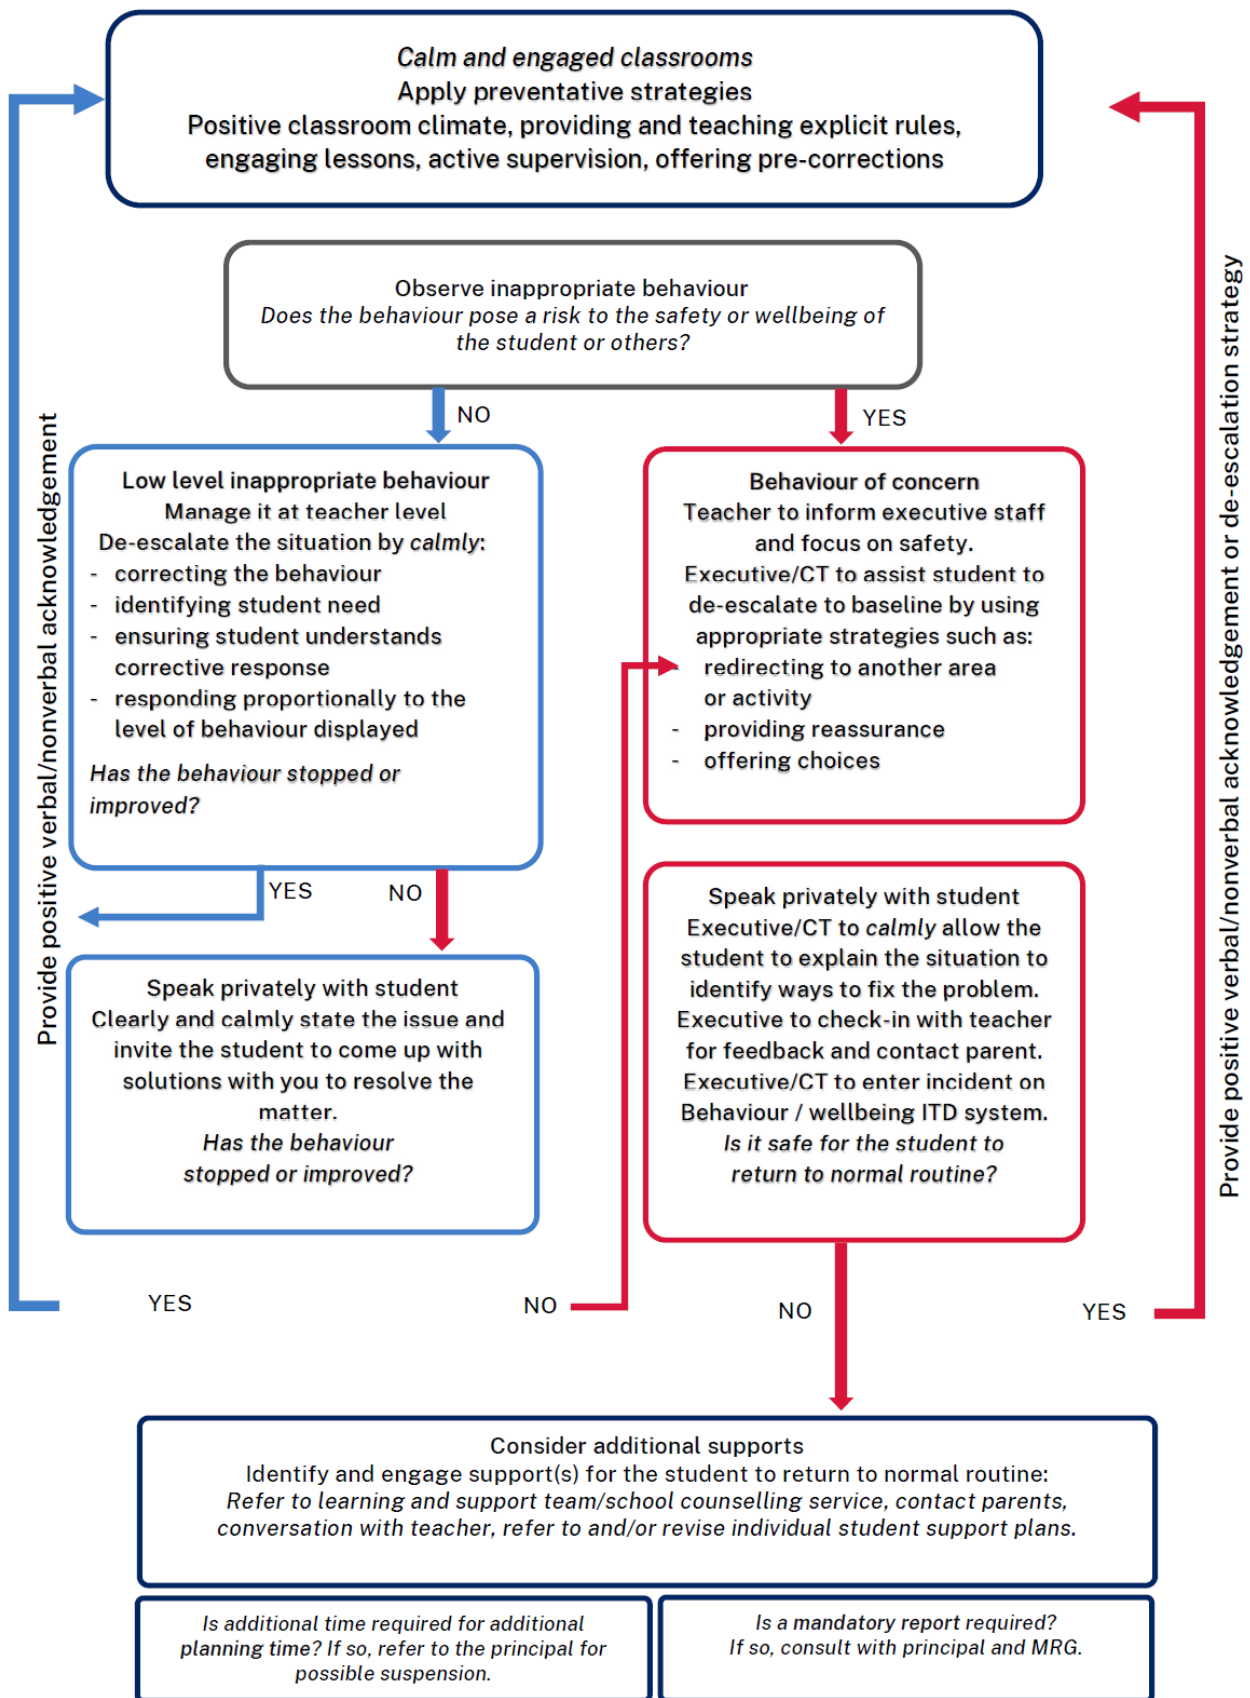 Calm and engaged classrooms
Apply preventative strategies
Positive classroom climate, providing and teaching explicit rules,
engaging lessons, active supervision, offering pre-corrections
Observe inappropriate behaviour
Does the behaviour pose a risk to the safety or wellbeing of
the student or others?
NO
YES
Low level inappropriate behaviour
Manage it at teacher level
De-escalate the situation by calmly:
- correcting the behaviour
- identifying student need
- ensuring student understands
corrective response
- responding proportionally to the
level of behaviour displayed
Has the behaviour stopped or
improved?
YES
NO
Speak privately with student
Clearly and calmly state the issue and
invite the student to come up with
solutions with you to resolve the
matter.
Has the behaviour
stopped or improved?
YES
NO
Provide positive verbal/nonverbal acknowledgement
Behaviour of concern
Teacher to inform executive staff
and focus on safety.
Executive/CT to assist student to
de-escalate to baseline by using
appropriate strategies such as:
- redirecting to another area
or activity
- providing reassurance
- offering choices
Speak privately with student
Executive/CT to calmly allow the
student to explain the situation to
identify ways to fix the problem.
Executive to check-in with teacher
for feedback and contact parent.
Executive/CT to enter incident on
Behaviour / wellbeing ITD system.
Is it safe for the student to
return to normal routine?
NO
YES
Provide positive verbal/nonverbal acknowledgement or de-escalation strategy
Consider additional supports
Identify and engage support(s) for the student to return to normal routine:
Refer to learning and support team/school counselling service, contact parents,
conversation with teacher, refer to and/or revise individual student support plans.
Is additional time required for additional
planning time? If so, refer to the principal for
possible suspension.
Is a mandatory report required?
If so, consult with principal and MRG.